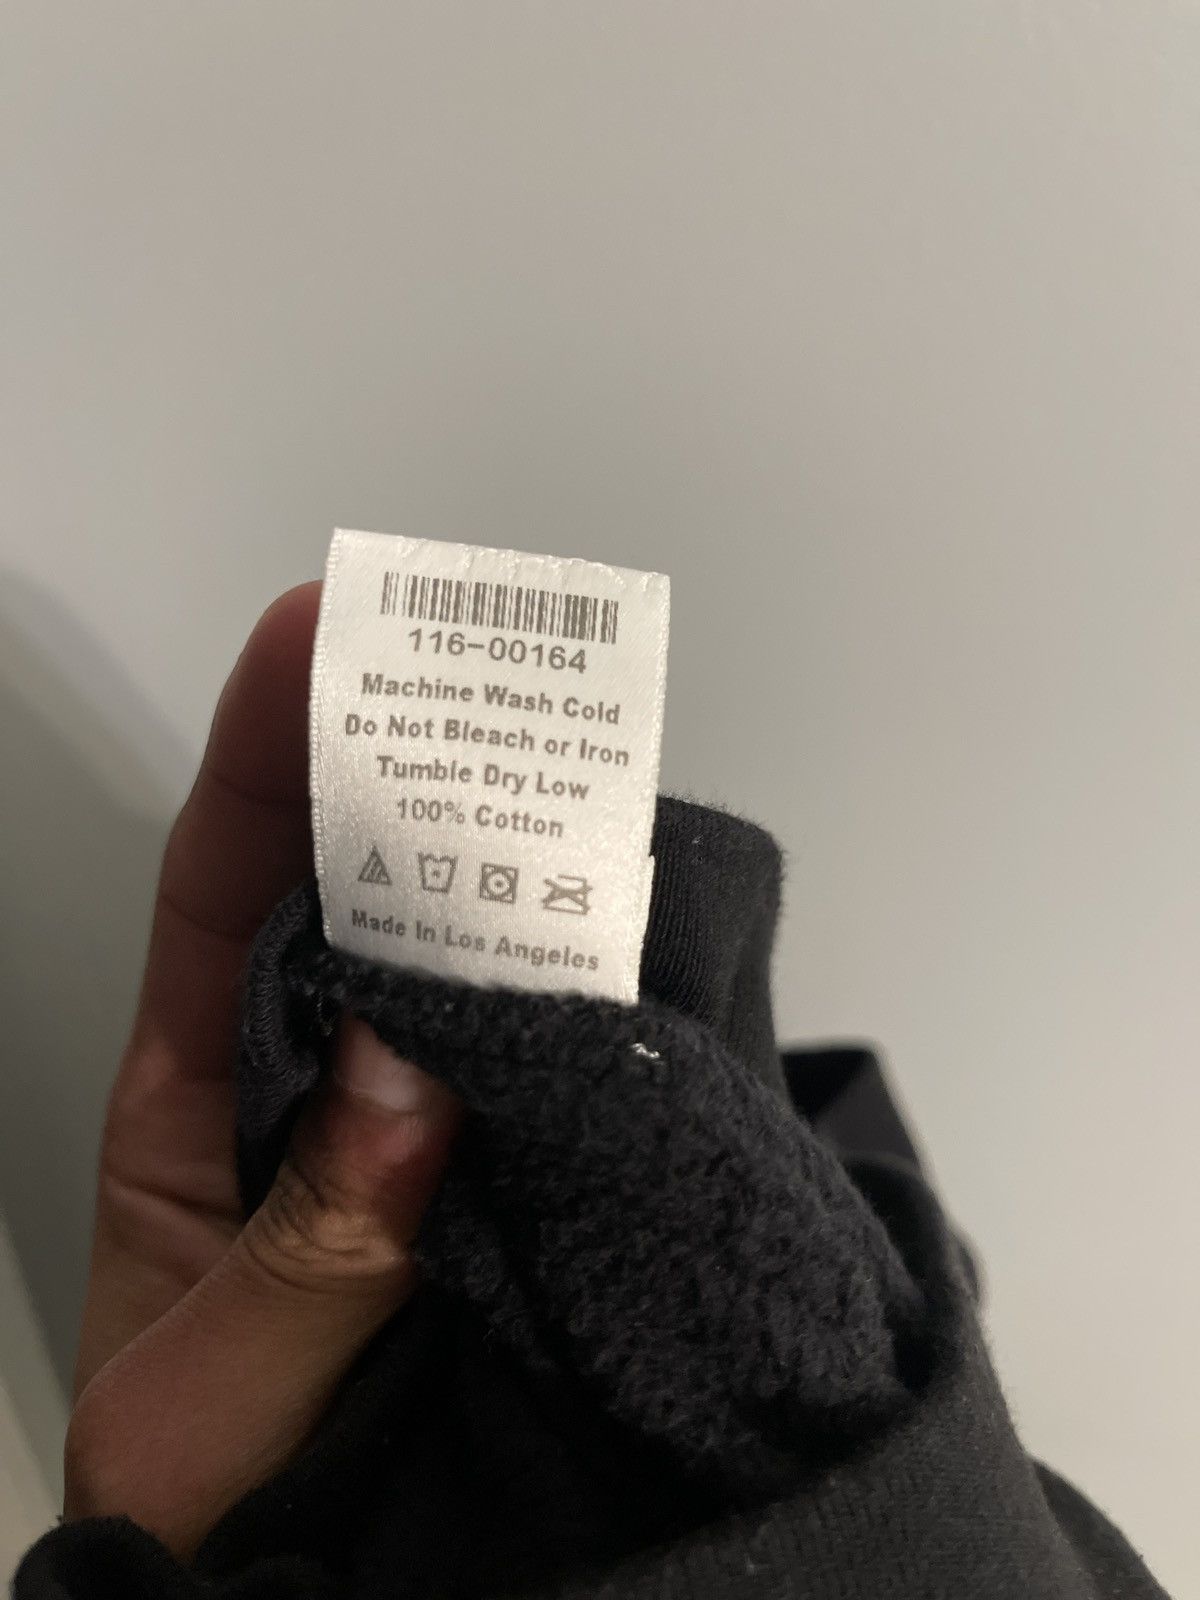 116-00164
Machine Wash Cold
Do Not Bleach or Iron
Tumble Dry Low
100% Cotton
Made In Los Angeles